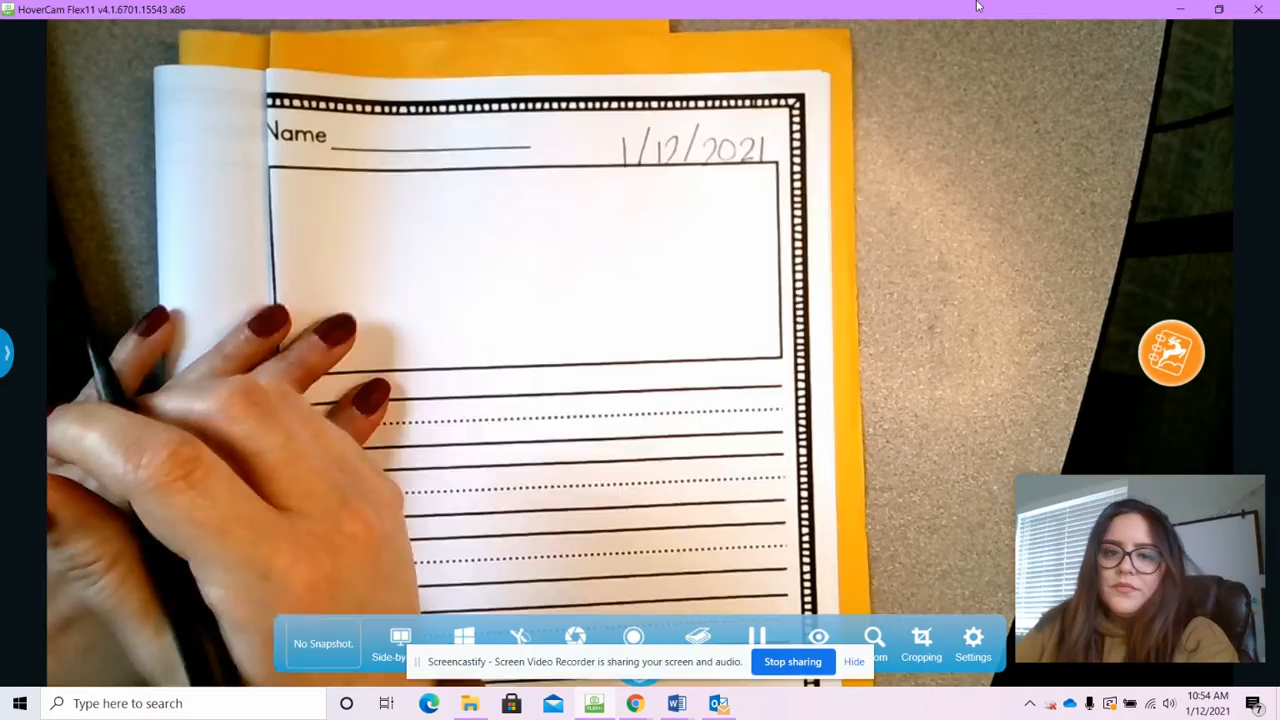 HoverCam Flex11 v4.1.6701.15543 x86
Name
1/12/2021
No Snapshot.
Side-by
om
Cropping
Settings
Screencastify - Screen Video Recorder is sharing your screen and audio.
Stop sharing
Hide
Type here to search
10:54 AM
1/12/2021
7